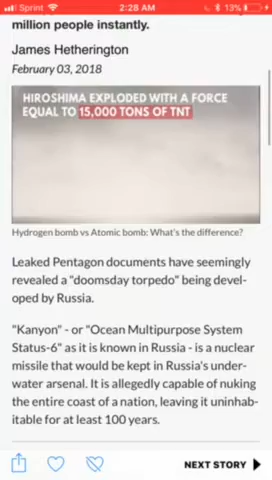 Sprint
2:28 AM
13%
million people instantly.
James Hetherington
February 03, 2018
HIROSHIMA EXPLODED WITH A FORCE
EQUAL TO 15,000 TONS OF TNT
Hydrogen bomb vs Atomic bomb: What's the difference?
Leaked Pentagon documents have seemingly
revealed a "doomsday torpedo" being devel-
oped by Russia.
"Kanyon" - or "Ocean Multipurpose System
Status-6" as it is known in Russia - is a nuclear
missile that would be kept in Russia's under-
water arsenal. It is allegedly capable of nuking
the entire coast of a nation, leaving it uninhab-
itable for at least 100 years.
NEXT STORY